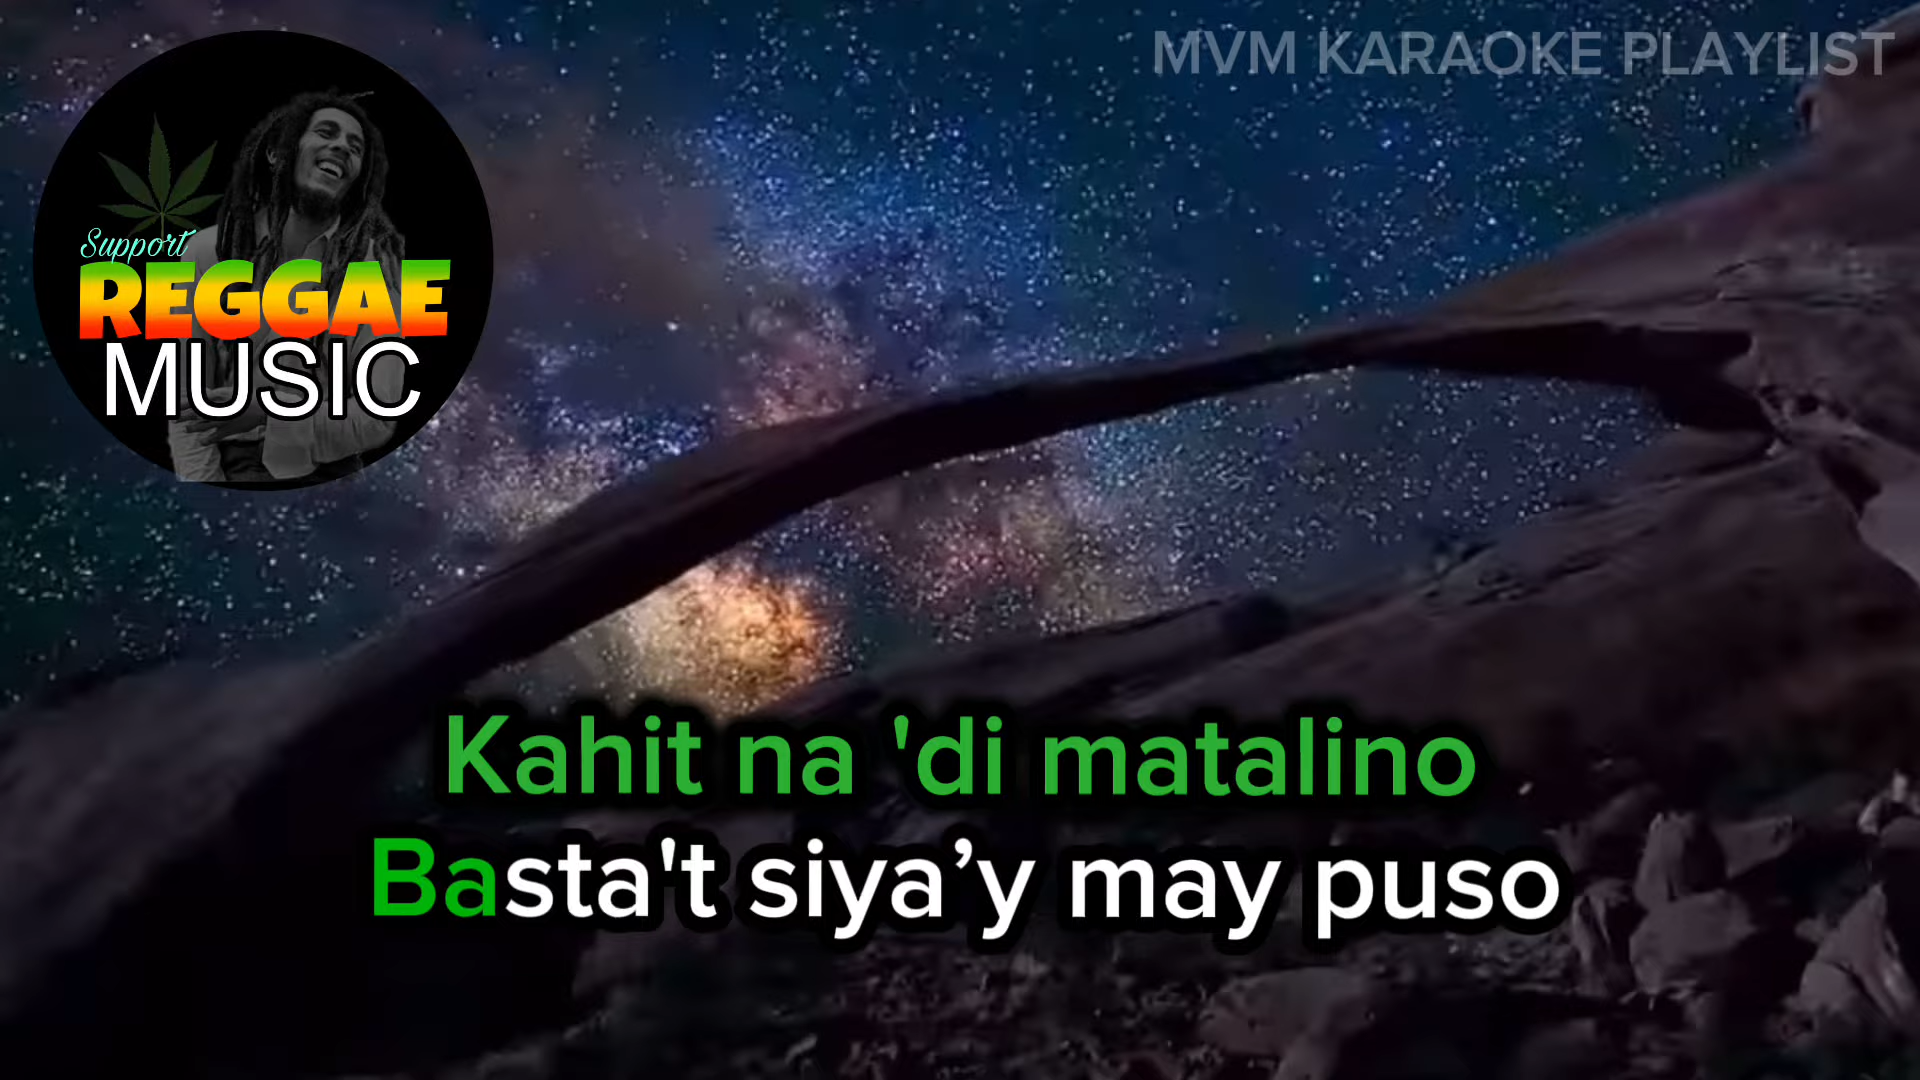 MVM KARAOKE PLAYLIST
Support
REGGAE
MUSIC
Kahit na 'di matalino
Basta't siya’y may puso